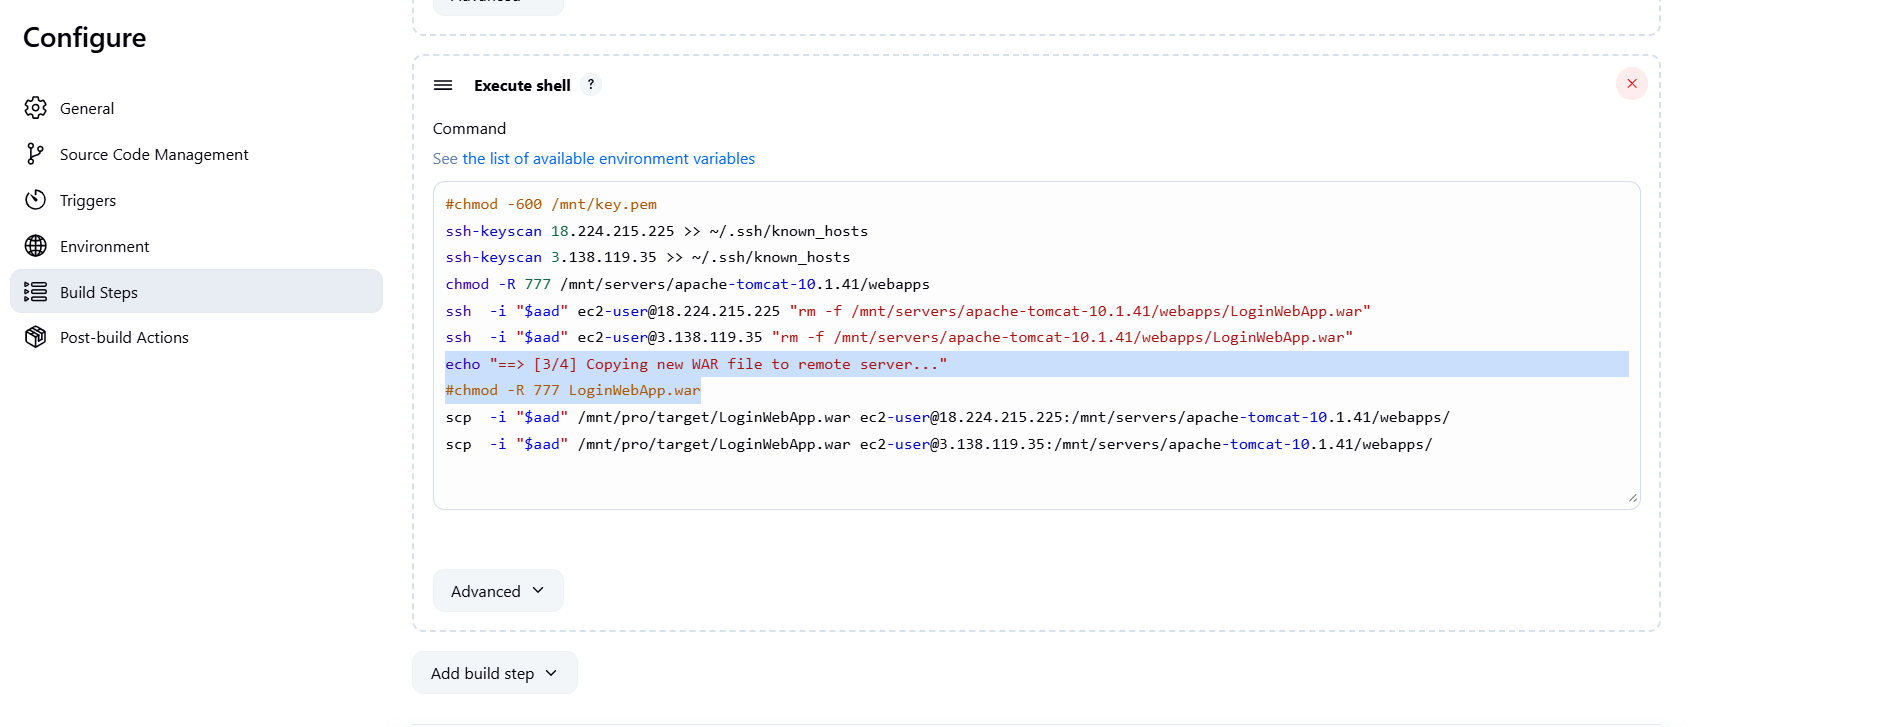 Configure
General
Source Code Management
Triggers
Environment
Build Steps
Post-build Actions
Execute shell ?
Command
See the list of available environment variables
#chmod -600 /mnt/key.pem
ssh-keyscan 18.224.215.225 >> ~/.ssh/known_hosts
ssh-keyscan 3.138.119.35 >> ~/.ssh/known_hosts
chmod -R 777 /mnt/servers/apache-tomcat-10.1.41/webapps
ssh  -i "$aad" ec2-user@18.224.215.225 "rm -f /mnt/servers/apache-tomcat-10.1.41/webapps/LoginWebApp.war"
ssh  -i "$aad" ec2-user@3.138.119.35 "rm -f /mnt/servers/apache-tomcat-10.1.41/webapps/LoginWebApp.war"
echo "==> [3/4] Copying new WAR file to remote server..."
#chmod -R 777 LoginWebApp.war
scp  -i "$aad" /mnt/pro/target/LoginWebApp.war ec2-user@18.224.215.225:/mnt/servers/apache-tomcat-10.1.41/webapps/
scp  -i "$aad" /mnt/pro/target/LoginWebApp.war ec2-user@3.138.119.35:/mnt/servers/apache-tomcat-10.1.41/webapps/
Advanced
Add build step